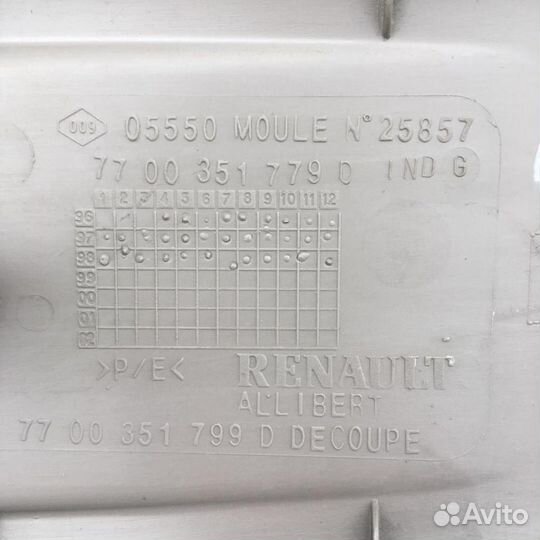 009 05550 MOULE N° 25857
77 00 351 779 D IND G
1 2 3 4 5 6 7 8 9 10 11 12
96
97
98
99
00
01
02
>P/E< RENAULT
ALLIBERT
77 00 351 799 D DECOUPE
Avito